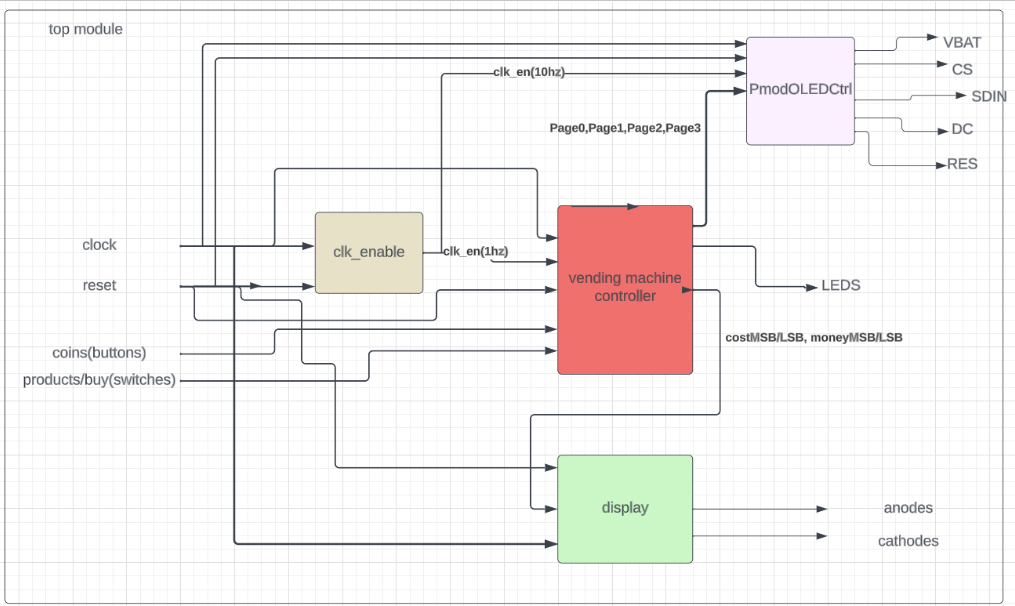 top module
VBAT
CS
clk_en(10hz)
PmodOLEDCtrl
SDIN
Page0,Page1,Page2,Page3
DC
RES
clock
clk_enable
clk_en(1hz)
vending machine
controller
reset
LEDS
costMSB/LSB, moneyMSB/LSB
coins(buttons)
products/buy(switches)
display
anodes
cathodes